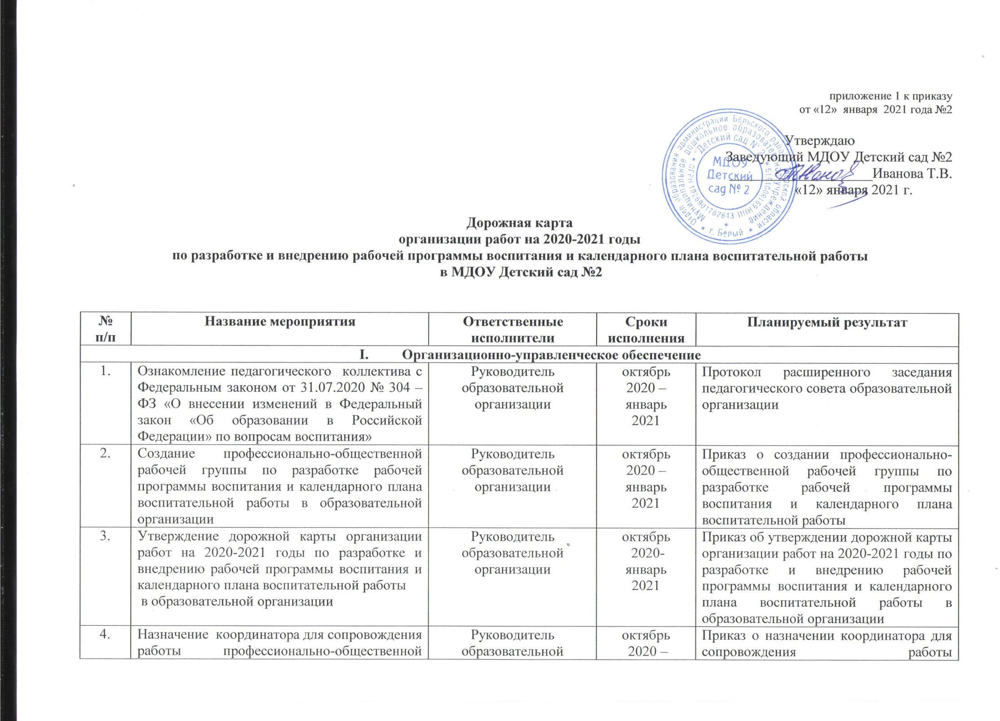 приложение 1 к приказу
от «12» января 2021 года №2
Утверждаю
Заведующий МДОУ Детский сад №2
Иванова Т.В.
«12» января 2021 г.
Отдел образования администрации Бельского района Тверской области * г. Белый *
Муниципальное дошкольное образовательное учреждение *
"Детский сад № 2" * ОГРН 1026901782643 ИНН
МДОУ
Детский
сад № 2
Дорожная карта
организации работ на 2020-2021 годы
по разработке и внедрению рабочей программы воспитания и календарного плана воспитательной работы
в МДОУ Детский сад №2
№
п/п
Название мероприятия
Ответственные
исполнители
Сроки
исполнения
Планируемый результат
I. Организационно-управленческое обеспечение
1.
Ознакомление педагогического коллектива с
Федеральным законом от 31.07.2020 № 304 –
ФЗ «О внесении изменений в Федеральный
закон «Об образовании в Российской
Федерации» по вопросам воспитания»
Руководитель
образовательной
организации
октябрь
2020 –
январь
2021
Протокол расширенного заседания
педагогического совета образовательной
организации
2.
Создание профессионально-общественной
рабочей группы по разработке рабочей
программы воспитания и календарного плана
воспитательной работы в образовательной
организации
Руководитель
образовательной
организации
октябрь
2020 –
январь
2021
Приказ о создании профессионально-
общественной рабочей группы по
разработке рабочей программы
воспитания и календарного плана
воспитательной работы
3.
Утверждение дорожной карты организации
работ на 2020-2021 годы по разработке и
внедрению рабочей программы воспитания и
календарного плана воспитательной работы
в образовательной организации
Руководитель
образовательной
организации
октябрь
2020-
январь
2021
Приказ об утверждении дорожной карты
организации работ на 2020-2021 годы по
разработке и внедрению рабочей
программы воспитания и календарного
плана воспитательной работы в
образовательной организации
4.
Назначение координатора для сопровождения
работы профессионально-общественной
Руководитель
образовательной
октябрь
2020 –
Приказ о назначении координатора для
сопровождения работы